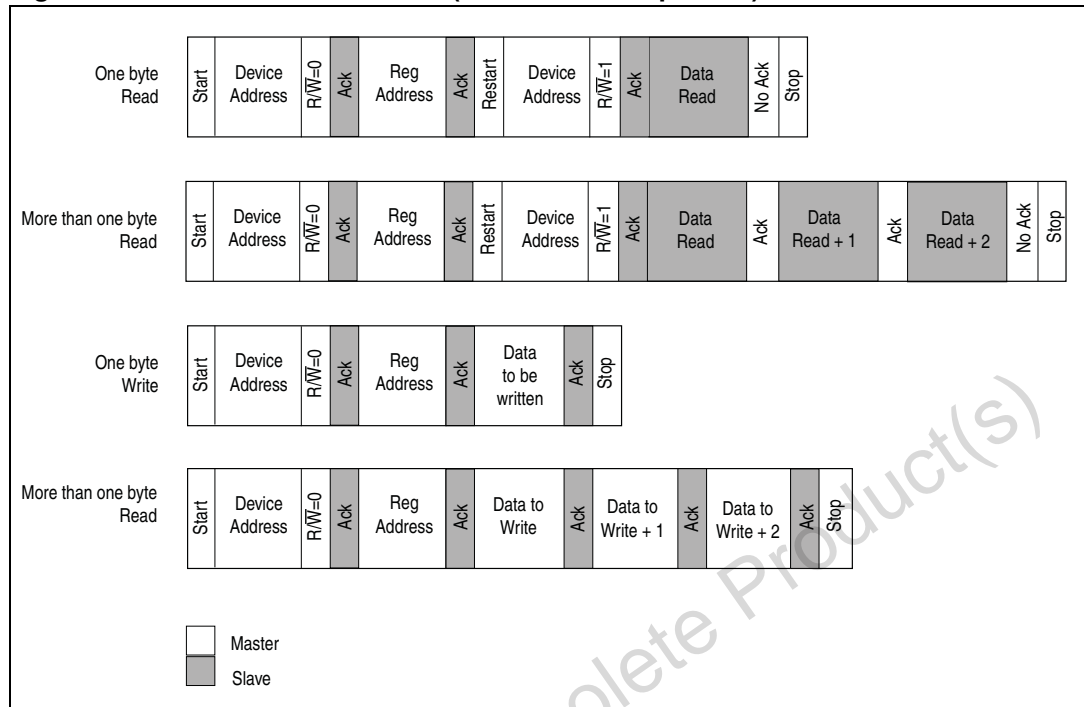 One byte
Read
Start
Device
Address
R/W̅=0
Ack
Reg
Address
Ack
Restart
Device
Address
R/W̅=1
Ack
Data
Read
No Ack
Stop
More than one byte
Read
Start
Device
Address
R/W̅=0
Ack
Reg
Address
Ack
Restart
Device
Address
R/W̅=1
Ack
Data
Read
Ack
Data
Read + 1
Ack
Data
Read + 2
No Ack
Stop
One byte
Write
Start
Device
Address
R/W̅=0
Ack
Reg
Address
Ack
Data
to be
written
Ack
Stop
More than one byte
Read
Start
Device
Address
R/W̅=0
Ack
Reg
Address
Ack
Data to
Write
Ack
Data to
Write + 1
Ack
Data to
Write + 2
Ack
Stop
Master
Slave
Product(s)